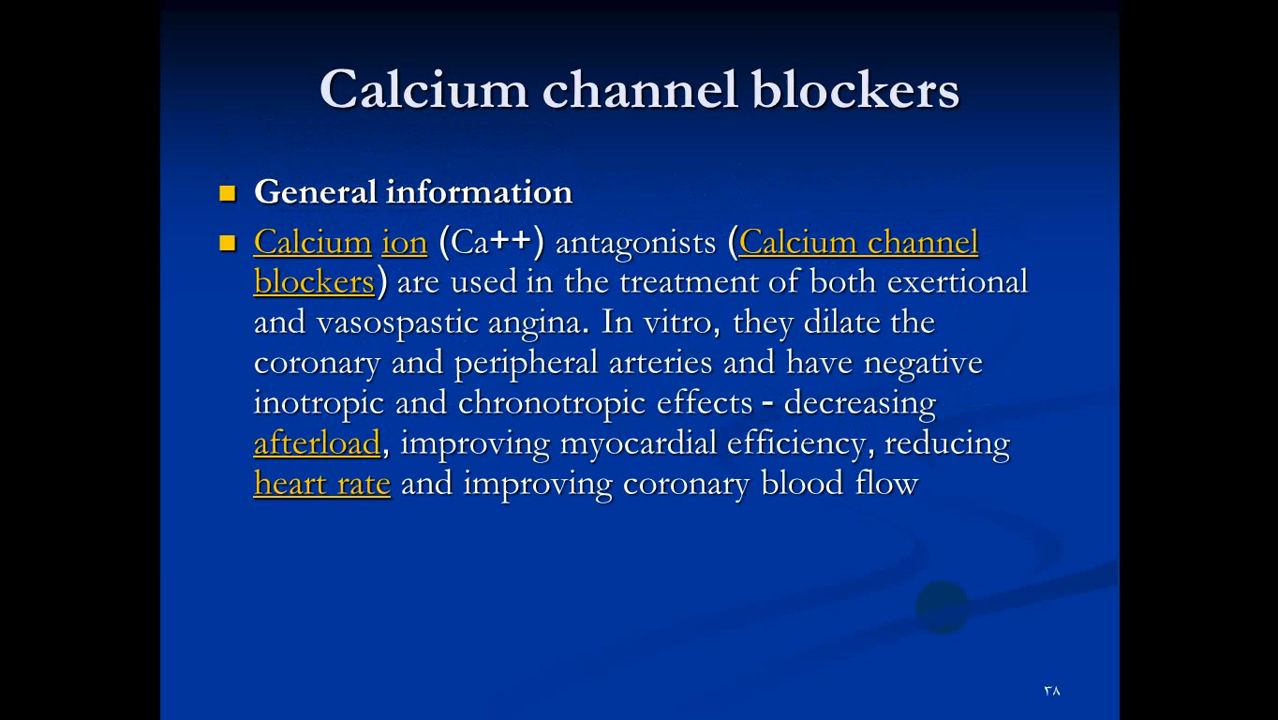 Calcium channel blockers
General information
Calcium ion (Ca++) antagonists (Calcium channel
blockers) are used in the treatment of both exertional
and vasospastic angina. In vitro, they dilate the
coronary and peripheral arteries and have negative
inotropic and chronotropic effects - decreasing
afterload, improving myocardial efficiency, reducing
heart rate and improving coronary blood flow
٣٨